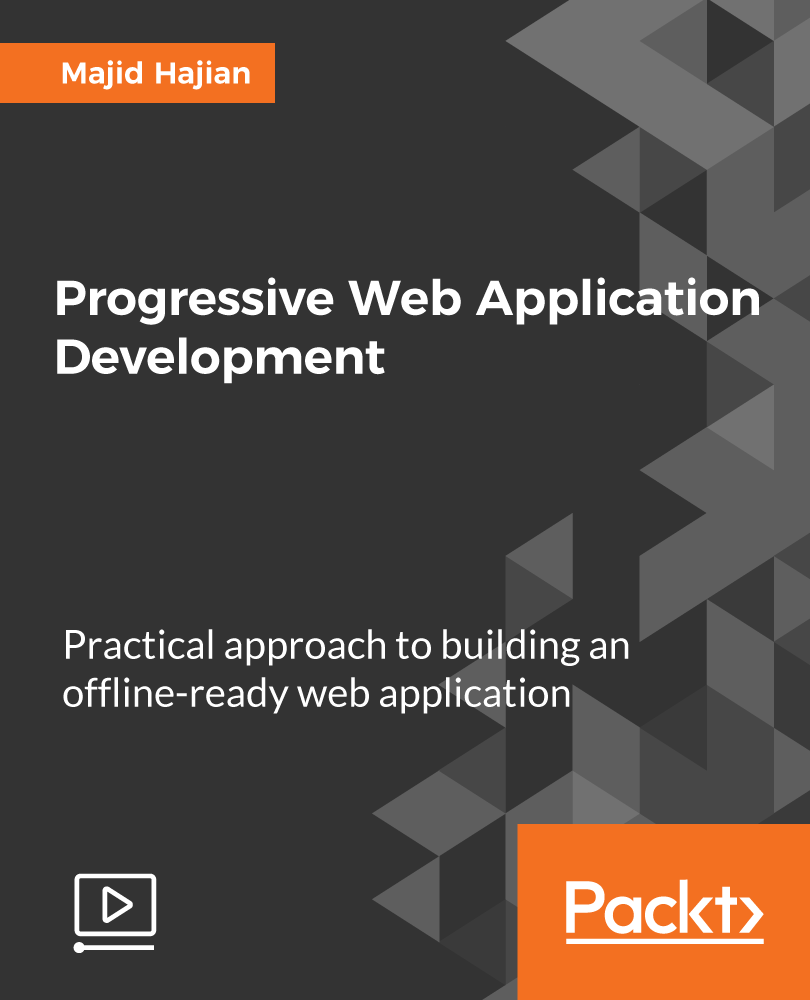 Majid Hajian
Progressive Web Application
Development
Practical approach to building an
offline-ready web application
Packt>